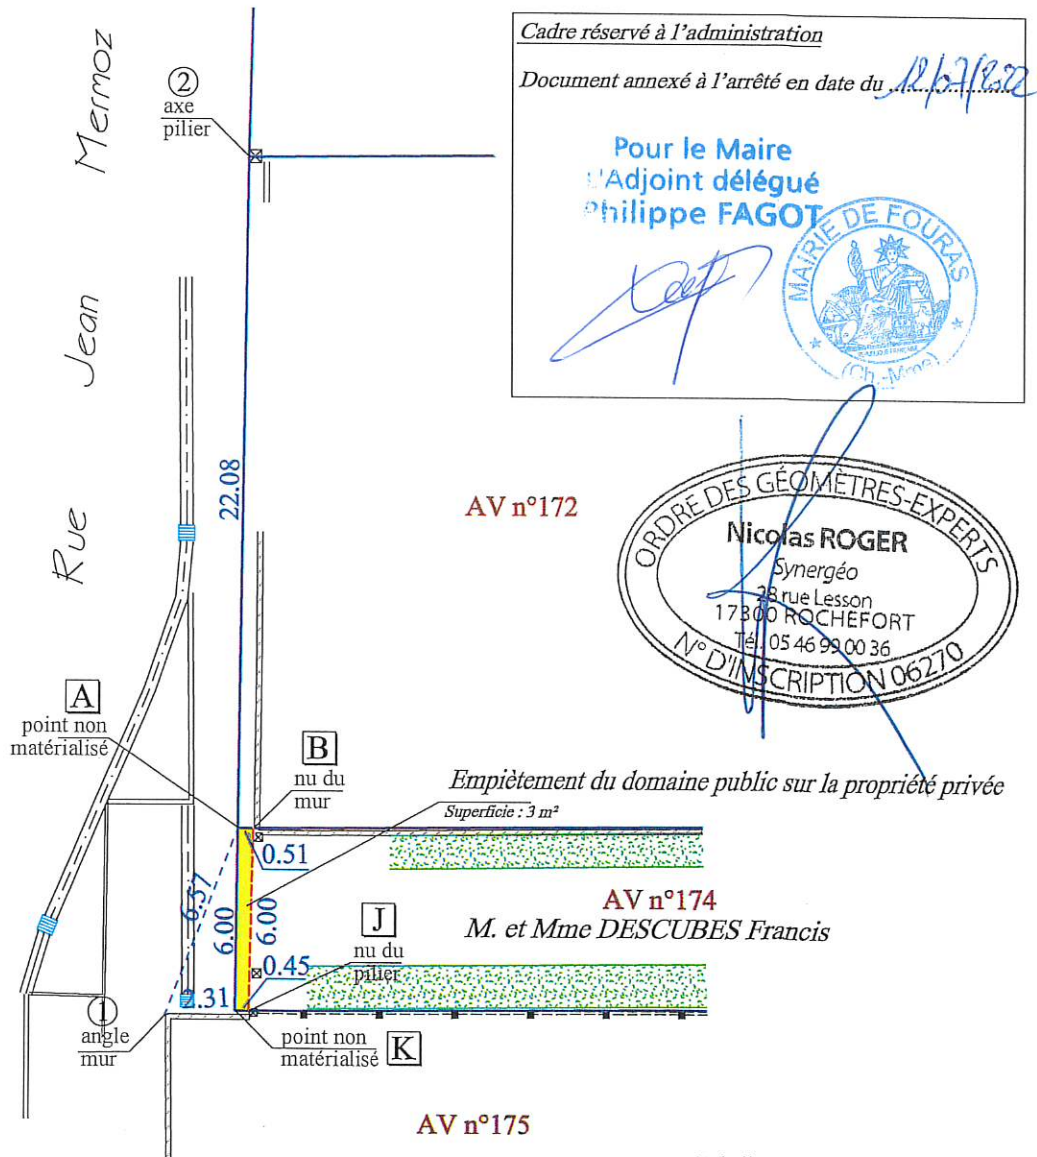 Cadre réservé à l'administration
Document annexé à l'arrêté en date du 12/07/2022
Pour le Maire
L'Adjoint délégué
Philippe FAGOT
MAIRIE DE FOURAS
(Ch.-Mme)
Rue Jean Mermoz
2
axe
pilier
22.08
AV n°172
ORDRE DES GÉOMÈTRES-EXPERTS
Nicolas ROGER
Synergéo
28 rue Lesson
17300 ROCHEFORT
Tél. 05 46 99 00 36
N° D'INSCRIPTION 06270
A
point non
matérialisé
B
nu du
mur
Empiètement du domaine public sur la propriété privée
Superficie : 3 m²
0.51
6.57
6.00
6.00
AV n°174
M. et Mme DESCUBES Francis
J
nu du
pilier
0.45
2.31
1
angle
mur
point non
matérialisé
K
AV n°175